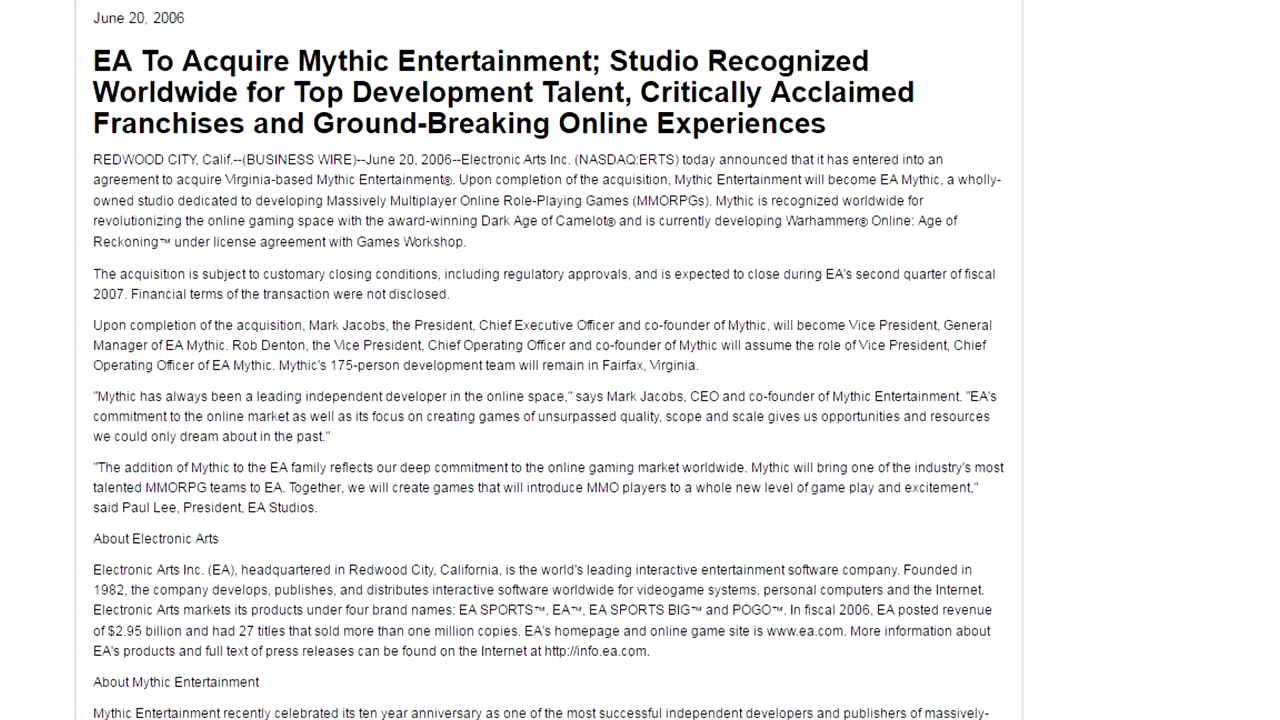 June 20, 2006
EA To Acquire Mythic Entertainment; Studio Recognized
Worldwide for Top Development Talent, Critically Acclaimed
Franchises and Ground-Breaking Online Experiences
REDWOOD CITY, Calif.--(BUSINESS WIRE)--June 20, 2006--Electronic Arts Inc. (NASDAQ:ERTS) today announced that it has entered into an
agreement to acquire Virginia-based Mythic Entertainment®. Upon completion of the acquisition, Mythic Entertainment will become EA Mythic, a wholly-
owned studio dedicated to developing Massively Multiplayer Online Role-Playing Games (MMORPGs). Mythic is recognized worldwide for
revolutionizing the online gaming space with the award-winning Dark Age of Camelot® and is currently developing Warhammer® Online: Age of
Reckoning™ under license agreement with Games Workshop.
The acquisition is subject to customary closing conditions, including regulatory approvals, and is expected to close during EA's second quarter of fiscal
2007. Financial terms of the transaction were not disclosed.
Upon completion of the acquisition, Mark Jacobs, the President, Chief Executive Officer and co-founder of Mythic, will become Vice President, General
Manager of EA Mythic. Rob Denton, the Vice President, Chief Operating Officer and co-founder of Mythic will assume the role of Vice President, Chief
Operating Officer of EA Mythic. Mythic's 175-person development team will remain in Fairfax, Virginia.
"Mythic has always been a leading independent developer in the online space," says Mark Jacobs, CEO and co-founder of Mythic Entertainment. "EA's
commitment to the online market as well as its focus on creating games of unsurpassed quality, scope and scale gives us opportunities and resources
we could only dream about in the past."
"The addition of Mythic to the EA family reflects our deep commitment to the online gaming market worldwide. Mythic will bring one of the industry's most
talented MMORPG teams to EA. Together, we will create games that will introduce MMO players to a whole new level of game play and excitement,"
said Paul Lee, President, EA Studios.
About Electronic Arts
Electronic Arts Inc. (EA), headquartered in Redwood City, California, is the world's leading interactive entertainment software company. Founded in
1982, the company develops, publishes, and distributes interactive software worldwide for videogame systems, personal computers and the Internet.
Electronic Arts markets its products under four brand names: EA SPORTS™, EA™, EA SPORTS BIG™ and POGO™. In fiscal 2006, EA posted revenue
of $2.95 billion and had 27 titles that sold more than one million copies. EA's homepage and online game site is www.ea.com. More information about
EA's products and full text of press releases can be found on the Internet at http://info.ea.com.
About Mythic Entertainment
Mythic Entertainment recently celebrated its ten year anniversary as one of the most successful independent developers and publishers of massively-